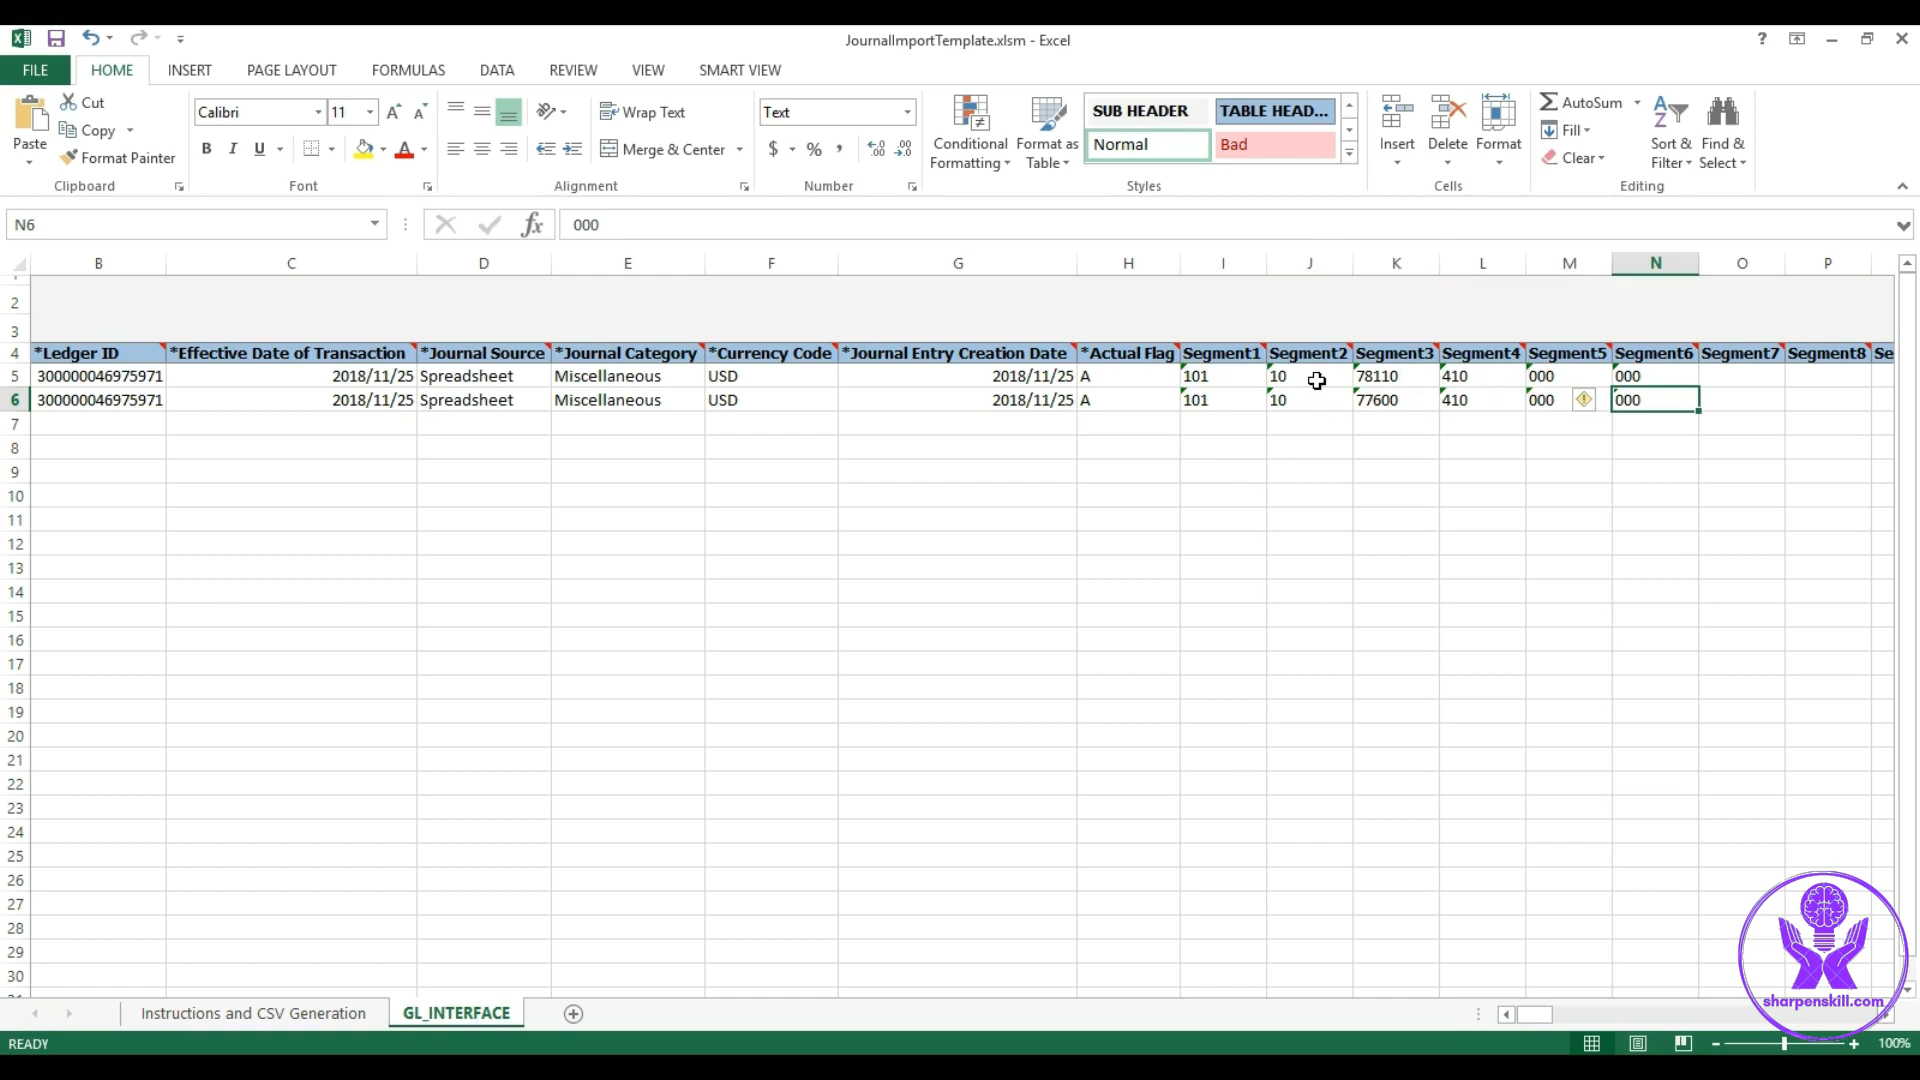 JournalImportTemplate.xlsm - Excel
FILE HOME INSERT PAGE LAYOUT FORMULAS DATA REVIEW VIEW SMART VIEW
Paste
Cut
Copy
Format Painter
Clipboard
Calibri 11
B I U
Font
Wrap Text
Merge & Center
Alignment
Text
$ % ,
Number
Conditional Formatting
Format as Table
SUB HEADER TABLE HEAD...
Normal Bad
Styles
Insert Delete Format
Cells
AutoSum
Fill
Clear
Sort & Filter
Find & Select
Editing
N6 fx 000
B C D E F G H I J K L M N O P
2
3
4 *Ledger ID *Effective Date of Transaction *Journal Source *Journal Category *Currency Code *Journal Entry Creation Date *Actual Flag Segment1 Segment2 Segment3 Segment4 Segment5 Segment6 Segment7 Segment8 Se
5 300000046975971 2018/11/25 Spreadsheet Miscellaneous USD 2018/11/25 A 101 10 78110 410 000 000
6 300000046975971 2018/11/25 Spreadsheet Miscellaneous USD 2018/11/25 A 101 10 77600 410 000 000
7
8
9
10
11
12
13
14
15
16
17
18
19
20
21
22
23
24
25
26
27
28
29
30
sharpenskill.com
Instructions and CSV Generation GL_INTERFACE
READY 100%